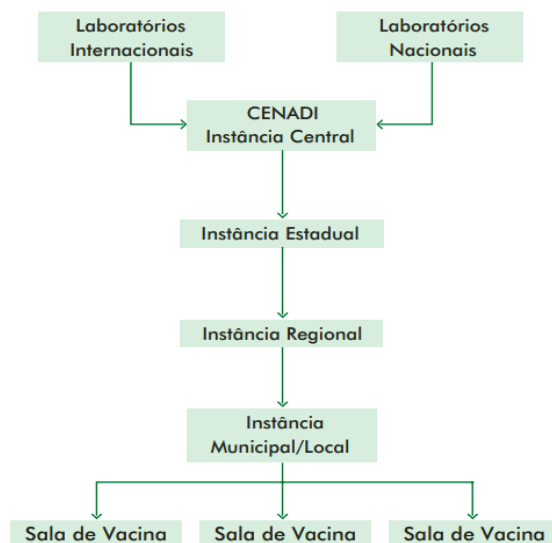 Laboratórios
Internacionais
Laboratórios
Nacionais
CENADI
Instância Central
Instância Estadual
Instância Regional
Instância
Municipal/Local
Sala de Vacina
Sala de Vacina
Sala de Vacina